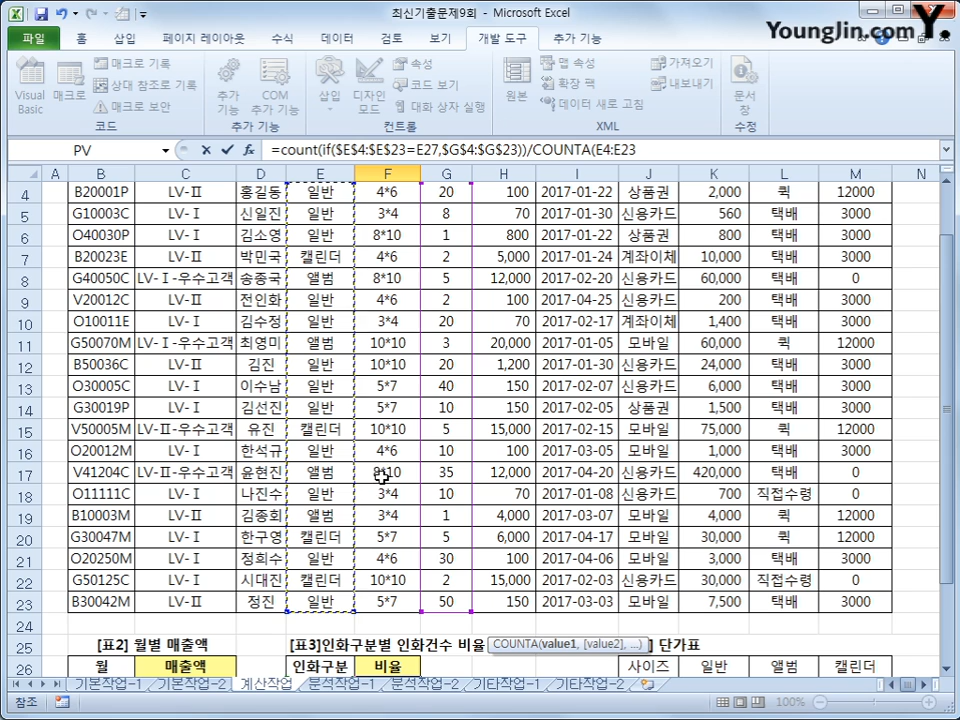 최신기출문제9회 - Microsoft Excel
Younglin.com Y.
파일 홈 삽입 페이지 레이아웃 수식 데이터 검토 보기 개발 도구 추가 기능
Visual Basic 매크로 매크로 기록 상대 참조로 기록 매크로 보안 코드
추가 기능 COM 추가 기능 추가 기능
삽입 디자인 모드 속성 코드 보기 대화 상자 실행 컨트롤
원본 맵 속성 확장 팩 데이터 새로 고침 가져오기 내보내기 XML
문서 창 수정
PV =count(if($E$4:$E$23=E27,$G$4:$G$23))/COUNTA(E4:E23
A B C D E F G H I J K L M N
4 B20001P LV-Ⅱ 홍길동 일반 4*6 20 100 2017-01-22 상품권 2,000 퀵 12000
5 G10003C LV-Ⅰ 신일진 일반 3*4 8 70 2017-01-30 신용카드 560 택배 3000
6 O40030P LV-Ⅰ 김소영 일반 8*10 1 800 2017-01-22 상품권 800 택배 3000
7 B20023E LV-Ⅱ 박민국 캘린더 4*6 2 5,000 2017-01-24 계좌이체 10,000 택배 3000
8 G40050C LV-Ⅰ-우수고객 송종국 앨범 8*10 5 12,000 2017-02-20 신용카드 60,000 택배 0
9 V20012C LV-Ⅱ 전인화 일반 4*6 2 100 2017-04-25 신용카드 200 택배 3000
10 O10011E LV-Ⅰ 김수정 일반 3*4 20 70 2017-02-17 계좌이체 1,400 택배 3000
11 G50070M LV-Ⅰ-우수고객 최영미 앨범 10*10 3 20,000 2017-01-05 모바일 60,000 퀵 0
12 B50036C LV-Ⅱ 김진 일반 10*10 20 1,200 2017-01-30 신용카드 24,000 택배 3000
13 O30005C LV-Ⅰ 이수남 일반 5*7 40 150 2017-02-07 신용카드 6,000 택배 3000
14 G30019P LV-Ⅰ 김선진 일반 5*7 10 150 2017-02-05 상품권 1,500 택배 3000
15 V50005M LV-Ⅱ-우수고객 유진 캘린더 10*10 5 15,000 2017-02-15 모바일 75,000 퀵 12000
16 O20012M LV-Ⅰ 한석규 일반 4*6 10 100 2017-03-05 모바일 1,000 택배 3000
17 V41204C LV-Ⅱ-우수고객 윤현진 앨범 8*10 35 12,000 2017-04-20 신용카드 420,000 택배 0
18 O11111C LV-Ⅰ 나진수 일반 3*4 10 70 2017-01-08 신용카드 700 직접수령 0
19 B10003M LV-Ⅱ 김종회 앨범 3*4 1 4,000 2017-03-07 모바일 4,000 퀵 12000
20 G30047M LV-Ⅰ 한구영 캘린더 5*7 5 6,000 2017-04-17 모바일 30,000 퀵 12000
21 O20250M LV-Ⅰ 정희수 일반 4*6 30 100 2017-04-06 모바일 3,000 택배 3000
22 G50125C LV-Ⅰ 시대진 캘린더 10*10 2 15,000 2017-02-03 신용카드 30,000 직접수령 0
23 B30042M LV-Ⅱ 정진 일반 5*7 50 150 2017-03-03 모바일 7,500 택배 3000
24
25 [표2] 월별 매출액 [표3]인화구분별 인화건수 비율 COUNTA(value1, [value2], ...) ] 단가표
26 월 매출액 인화구분 비율 사이즈 일반 앨범 캘린더
기본작업-1 기본작업-2 계산작업 분석작업-1 분석작업-2 기타작업-1 기타작업-2
참조 100%